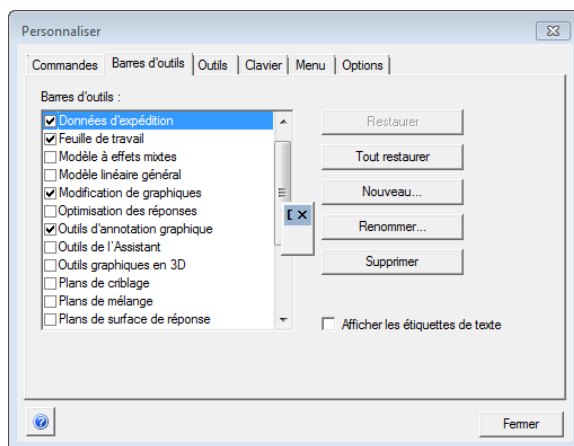 Personnaliser
Commandes Barres d'outils Outils Clavier Menu Options
Barres d'outils :
Données d'expédition
Feuille de travail
Modèle à effets mixtes
Modèle linéaire général
Modification de graphiques
Optimisation des réponses
Outils d'annotation graphique
Outils de l'Assistant
Outils graphiques en 3D
Plans de criblage
Plans de mélange
Plans de surface de réponse
Restaurer
Tout restaurer
Nouveau...
Renommer...
Supprimer
Afficher les étiquettes de texte
Fermer